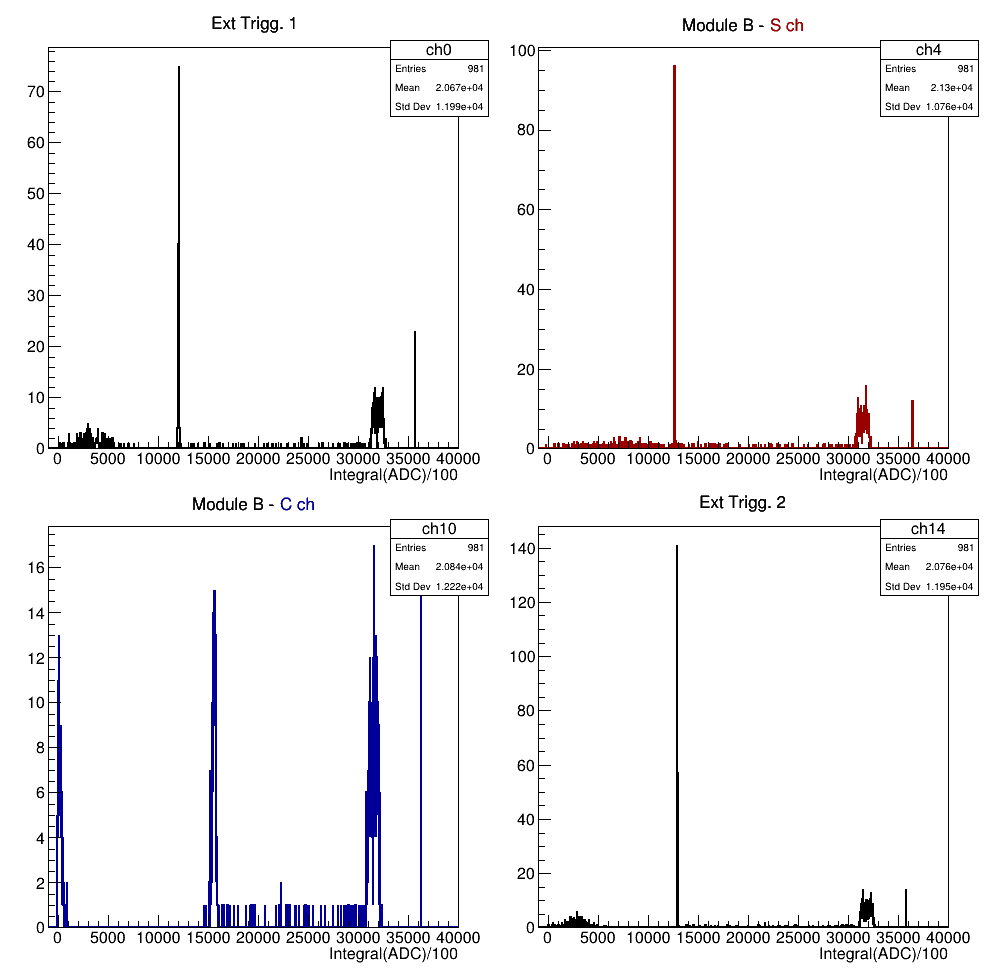 Ext Trigg. 1
ch0
Entries 981
Mean 2.067e+04
Std Dev 1.199e+04
70
60
50
40
30
20
10
0
0 5000 10000 15000 20000 25000 30000 35000 40000
Integral(ADC)/100
Module B - S ch
ch4
Entries 981
Mean 2.13e+04
Std Dev 1.076e+04
100
80
60
40
20
0
0 5000 10000 15000 20000 25000 30000 35000 40000
Integral(ADC)/100
Module B - C ch
ch10
Entries 981
Mean 2.084e+04
Std Dev 1.222e+04
16
14
12
10
8
6
4
2
0
0 5000 10000 15000 20000 25000 30000 35000 40000
Integral(ADC)/100
Ext Trigg. 2
ch14
Entries 981
Mean 2.076e+04
Std Dev 1.195e+04
140
120
100
80
60
40
20
0
0 5000 10000 15000 20000 25000 30000 35000 40000
Integral(ADC)/100